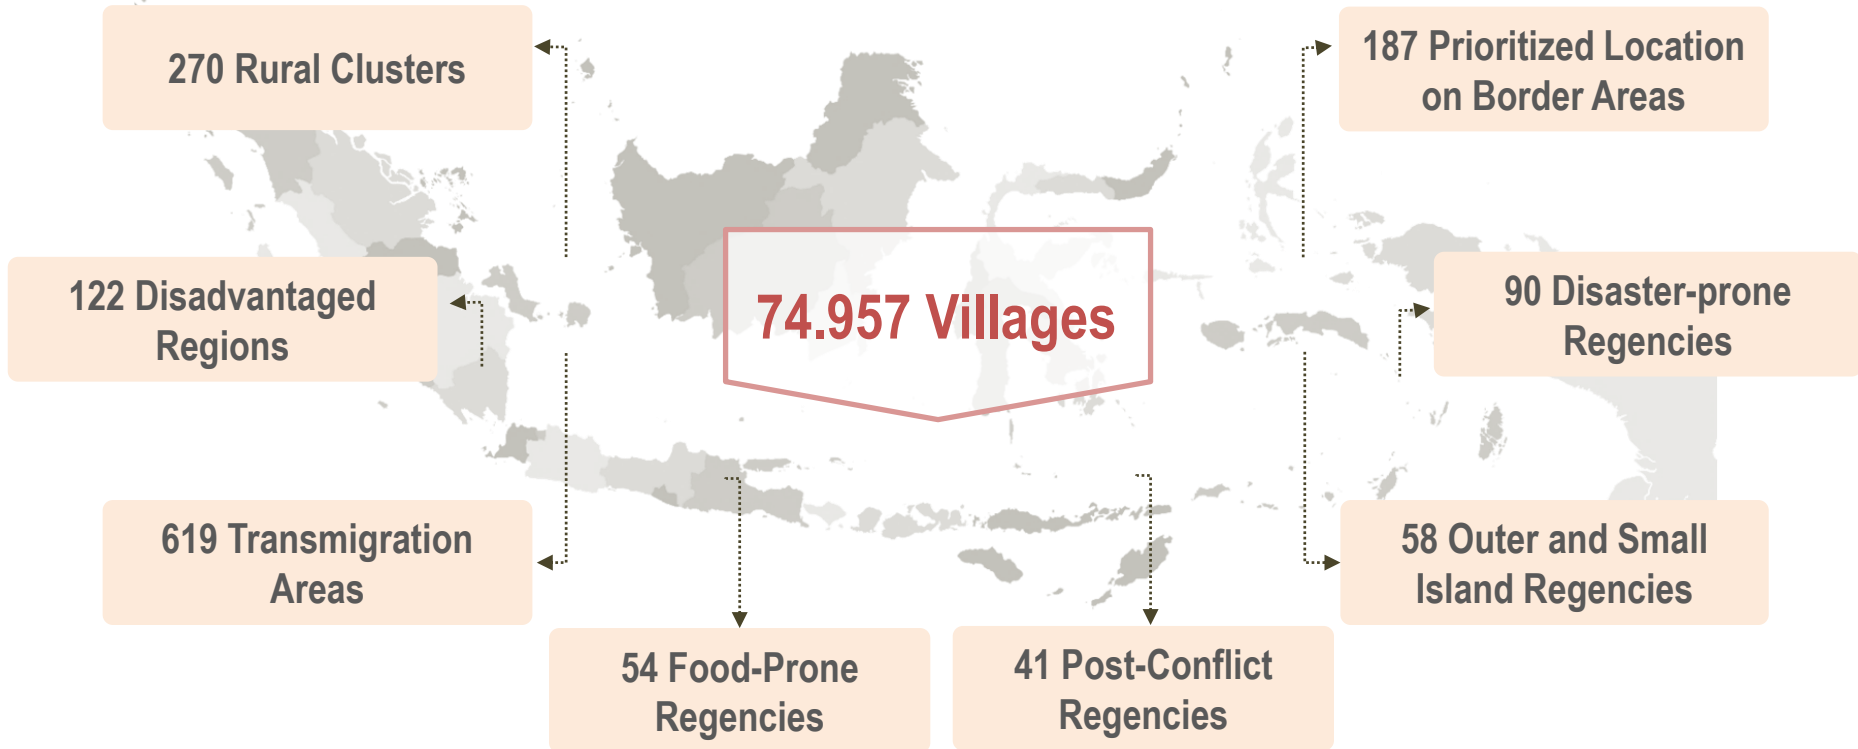 270 Rural Clusters
187 Prioritized Location
on Border Areas
122 Disadvantaged
Regions
74.957 Villages
90 Disaster-prone
Regencies
619 Transmigration
Areas
58 Outer and Small
Island Regencies
54 Food-Prone
Regencies
41 Post-Conflict
Regencies